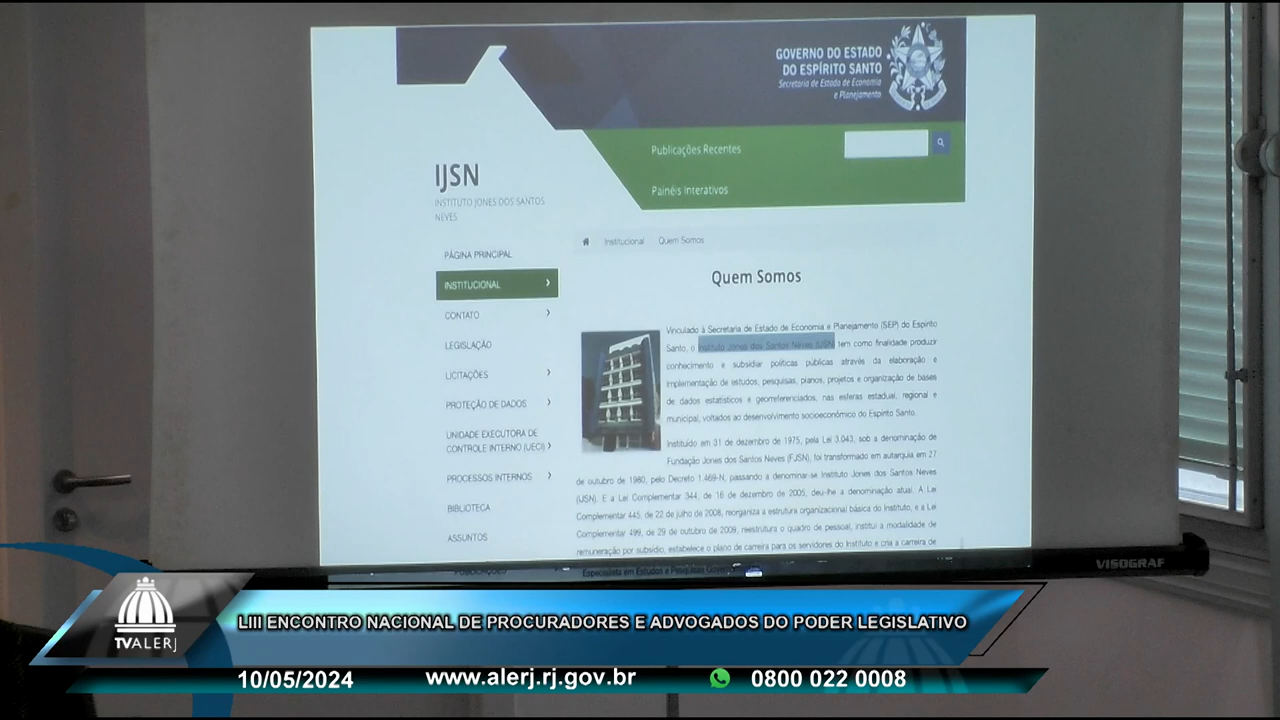 GOVERNO DO ESTADO
DO ESPÍRITO SANTO
Secretaria de Estado de Economia
e Planejamento
Publicações Recentes
Painéis Interativos
IJSN
INSTITUTO JONES DOS SANTOS
NEVES
Institucional
Quem Somos
PÁGINA PRINCIPAL
INSTITUCIONAL
CONTATO
LEGISLAÇÃO
LICITAÇÕES
PROTEÇÃO DE DADOS
UNIDADE EXECUTORA DE
CONTROLE INTERNO (UECI)
PROCESSOS INTERNOS
BIBLIOTECA
ASSUNTOS
Quem Somos
Vinculado à Secretaria de Estado de Economia e Planejamento (SEP) do Espírito
Santo, o Instituto Jones dos Santos Neves (IJSN) tem como finalidade produzir
conhecimento e subsidiar políticas públicas através da elaboração e
implementação de estudos, pesquisas, planos, projetos e organização de bases
de dados estatísticos e georreferenciados, nas esferas estadual, regional e
municipal, voltados ao desenvolvimento socioeconômico do Espírito Santo.
Instituído em 31 de dezembro de 1975, pela Lei 3.043, sob a denominação de
Fundação Jones dos Santos Neves (FJSN), foi transformado em autarquia em 27
de outubro de 1980, pelo Decreto 1.469-N, passando a denominar-se Instituto Jones dos Santos Neves
(IJSN). E a Lei Complementar 344, de 16 de dezembro de 2005, deu-lhe a denominação atual. A Lei
Complementar 445, de 22 de julho de 2008, reorganiza a estrutura organizacional básica do Instituto, e a Lei
Complementar 499, de 29 de outubro de 2009, reestrutura o quadro de pessoal, institui a modalidade de
remuneração por subsídio, estabelece o plano de carreira para os servidores do Instituto e cria a carreira de
Especialista em Estudos e Pesquisas
VISOGRAF
TVALERJ
LIII ENCONTRO NACIONAL DE PROCURADORES E ADVOGADOS DO PODER LEGISLATIVO
10/05/2024
www.alerj.rj.gov.br
0800 022 0008